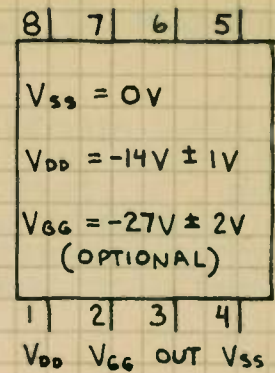 8 7 6 5
Vss = 0V
VDD = -14V ± 1V
VGG = -27V ± 2V
(OPTIONAL)
1 2 3 4
VDD VGG OUT VSS